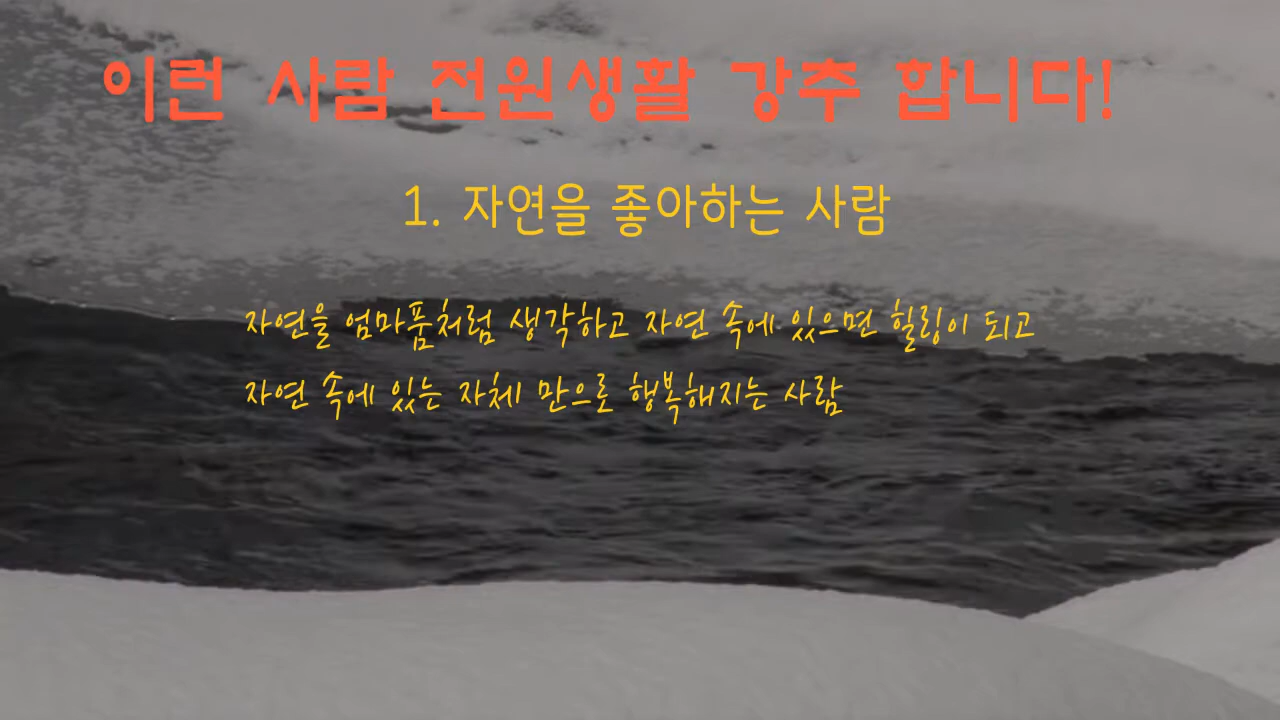 이런 사람 전원생활 강추 합니다!
1. 자연을 좋아하는 사람
자연을 엄마품처럼 생각하고 자연 속에 있으면 힐링이 되고
자연 속에 있는 자체 만으로 행복해지는 사람